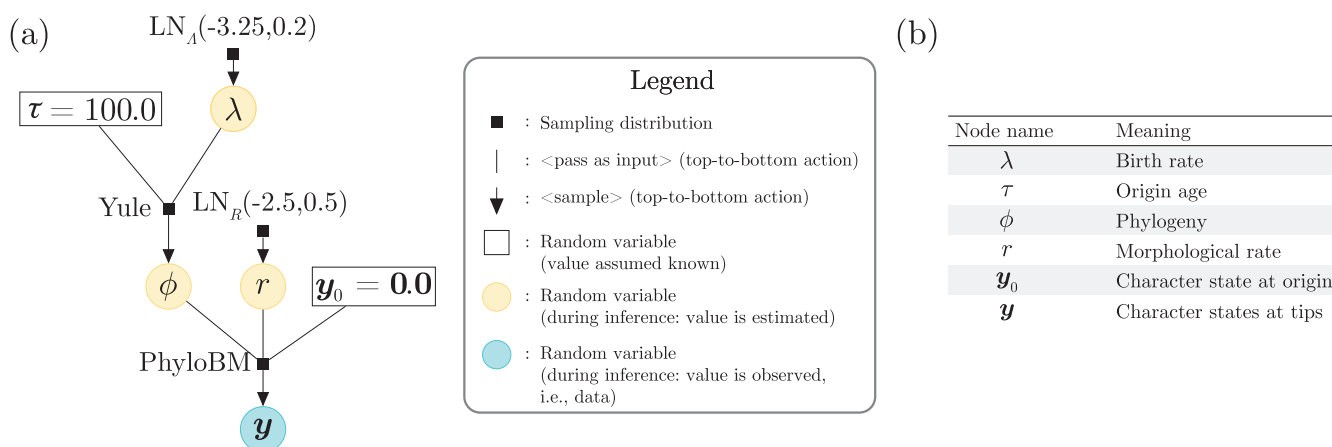 (a)
LN_Λ(-3.25,0.2)
λ
τ = 100.0
Yule
LN_R(-2.5,0.5)
ϕ
r
y₀ = 0.0
PhyloBM
y
Legend
: Sampling distribution
: <pass as input> (top-to-bottom action)
: <sample> (top-to-bottom action)
: Random variable
(value assumed known)
: Random variable
(during inference: value is estimated)
: Random variable
(during inference: value is observed,
i.e., data)
(b)
Node name Meaning
λ Birth rate
τ Origin age
ϕ Phylogeny
r Morphological rate
y₀ Character state at origin
y Character states at tips